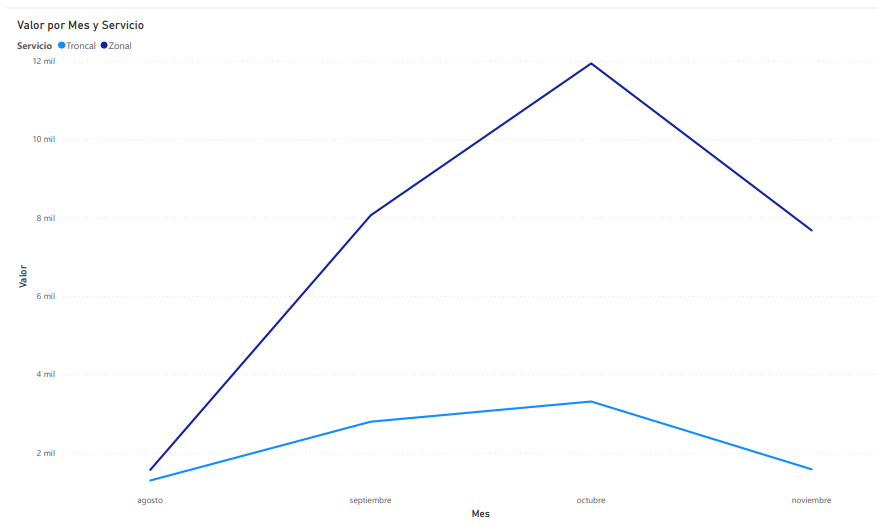 Valor por Mes y Servicio
Servicio Troncal Zonal
12 mil
10 mil
8 mil
6 mil
4 mil
2 mil
Valor
agosto septiembre octubre noviembre
Mes